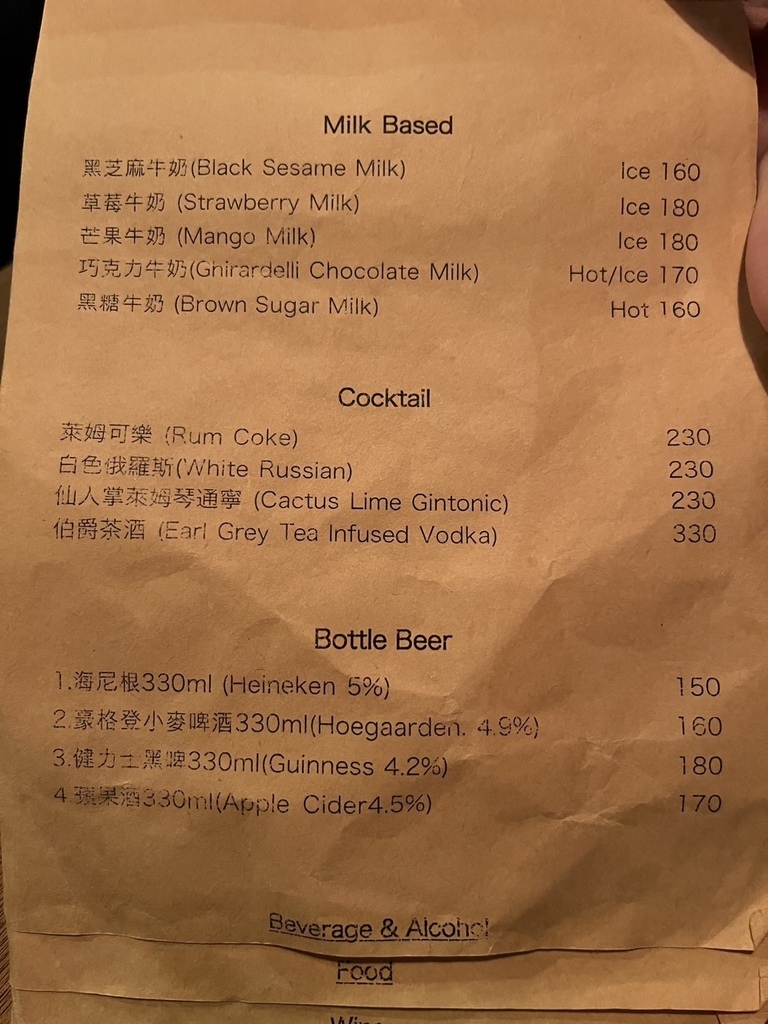 Milk Based
黑芝麻牛奶(Black Sesame Milk) Ice 160
草莓牛奶 (Strawberry Milk) Ice 180
芒果牛奶 (Mango Milk) Ice 180
巧克力牛奶(Ghirardelli Chocolate Milk) Hot/Ice 170
黑糖牛奶 (Brown Sugar Milk) Hot 160
Cocktail
萊姆可樂 (Rum Coke) 230
白色俄羅斯(White Russian) 230
仙人掌萊姆琴通寧 (Cactus Lime Gintonic) 230
伯爵茶酒 (Earl Grey Tea Infused Vodka) 330
Bottle Beer
1.海尼根330ml (Heineken 5%) 150
2.豪格登小麥啤酒330ml(Hoegaarden. 4.9%) 160
3.健力士黑啤330ml(Guinness 4.2%) 180
4.蘋果酒330ml(Apple Cider4.5%) 170
Beverage & Alcohol
Food